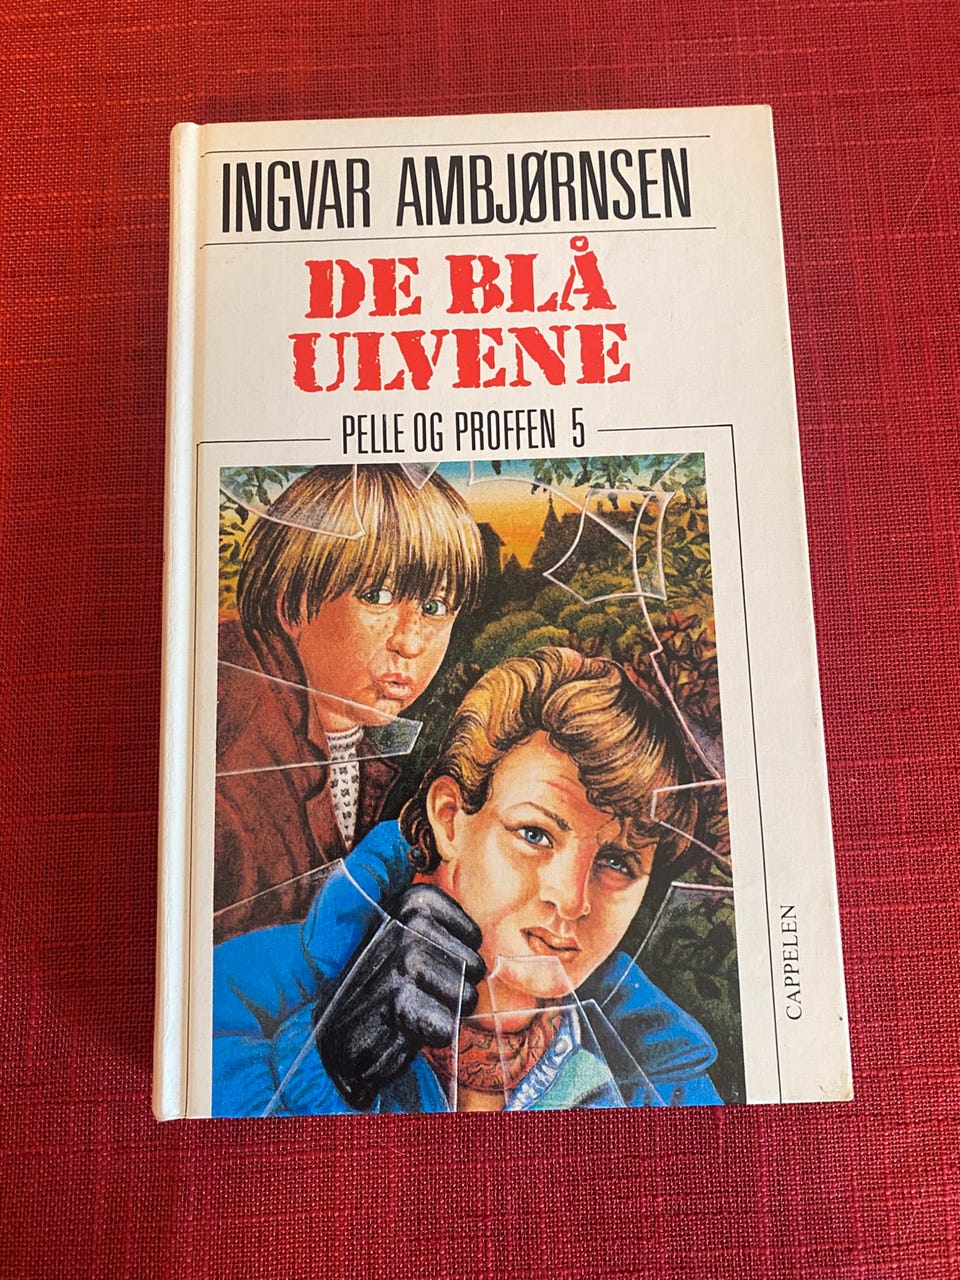 INGVAR AMBJØRNSEN
DE BLÅ
ULVENE
PELLE OG PROFFEN 5
CAPPELEN